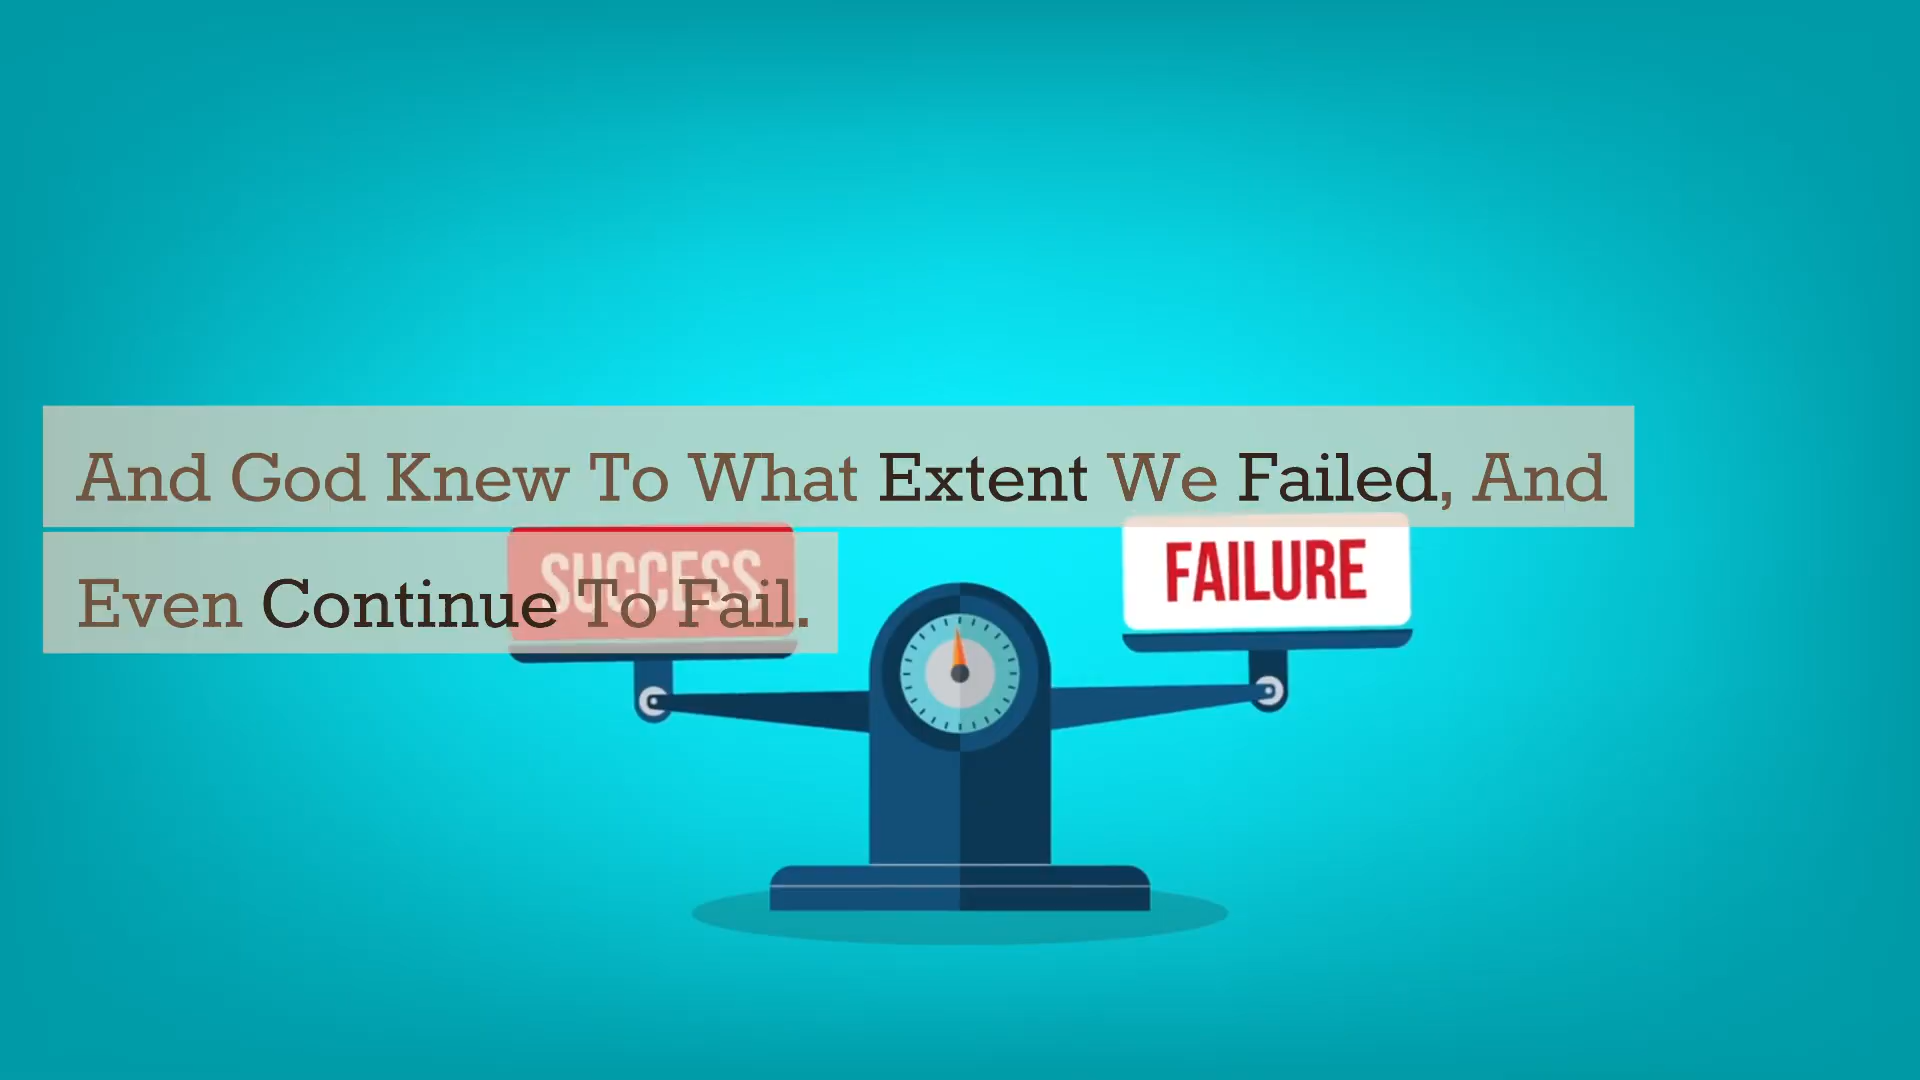 And God Knew To What Extent We Failed, And
Even Continue To Fail.
SUCCESS
FAILURE